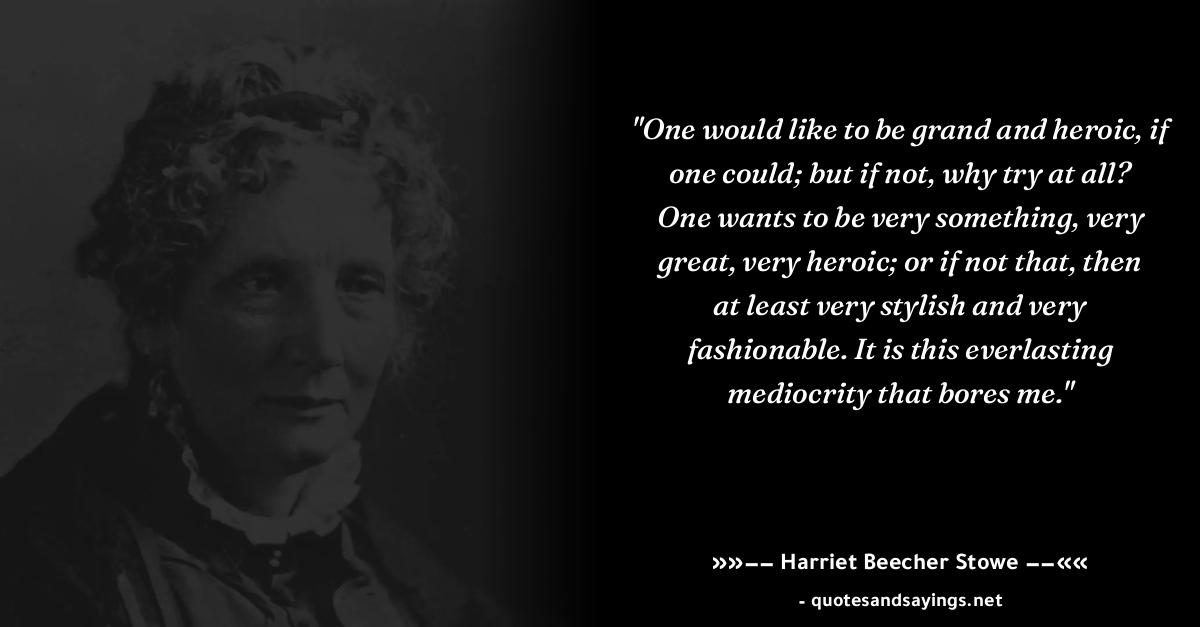 "One would like to be grand and heroic, if
one could; but if not, why try at all?
One wants to be very something, very
great, very heroic; or if not that, then
at least very stylish and very
fashionable. It is this everlasting
mediocrity that bores me."
»»–– Harriet Beecher Stowe ––««
- quotesandsayings.net